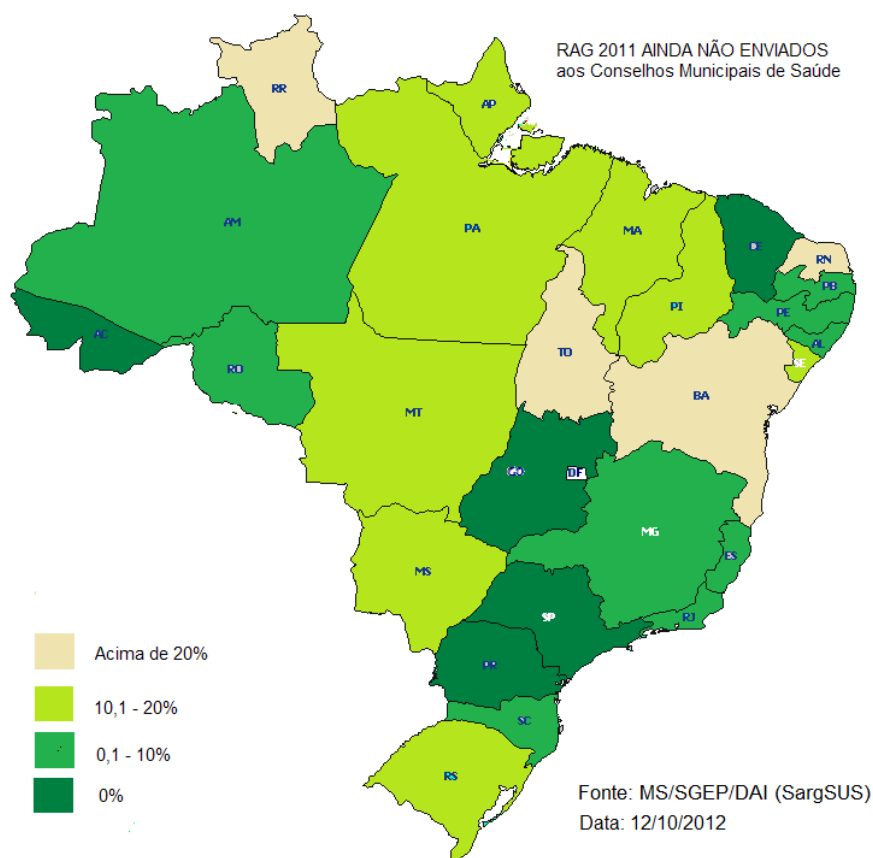 RAG 2011 AINDA NÃO ENVIADOS
aos Conselhos Municipais de Saúde
RR
AP
AM
PA
MA
CE
RN
PB
PE
PI
AL
SE
AC
RO
TO
BA
MT
GO
DF
MG
ES
MS
SP
RJ
PR
SC
RS
Acima de 20%
10,1 - 20%
0,1 - 10%
0%
Fonte: MS/SGEP/DAI (SargSUS)
Data: 12/10/2012